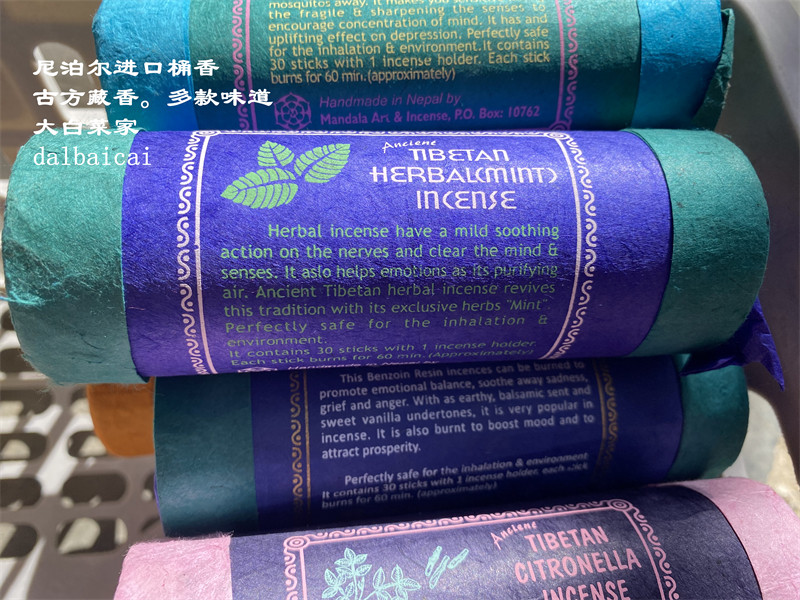 mosquitos away. It makes you
the fragile & sharpening the senses to
encourage concentration of mind. It has and
uplifting effect on depression. Perfectly safe
for the inhalation & environment.It contains
30 sticks with 1 incense holder. Each stick
burns for 60 min.(approximately)
Handmade in Nepal by
Mandala Art & Incense, P.O. Box: 10762
尼泊尔进口桶香
古方藏香。多款味道
大白菜家
dalbaicai
Ancient
TIBETAN
HERBAL(MINT)
INCENSE
Herbal incense have a mild soothing
action on the nerves and clear the mind &
senses. It aslo helps emotions as its purifying
air. Ancient Tibetan herbal incense revives
this tradition with its exclusive herbs "Mint".
Perfectly safe for the inhalation &
environment.
It contains 30 sticks with 1 incense holder.
Each stick burns for 60 min.(Approximately)
Handmade in Nepal
This Benzoin Resin incences can be burned to
promote emotional balance, soothe away sadness,
grief and anger. With as earthy, balsamic sent and
sweet vanilla undertones, it is very popular in
incense. It is also burnt to boost mood and to
attract prosperity.
Perfectly safe for the inhalation & environment
It contains 30 sticks with 1 incense holder, each stick
burns for 60 min. (approximately)
Ancient
TIBETAN
CITRONELLA
INCENSE